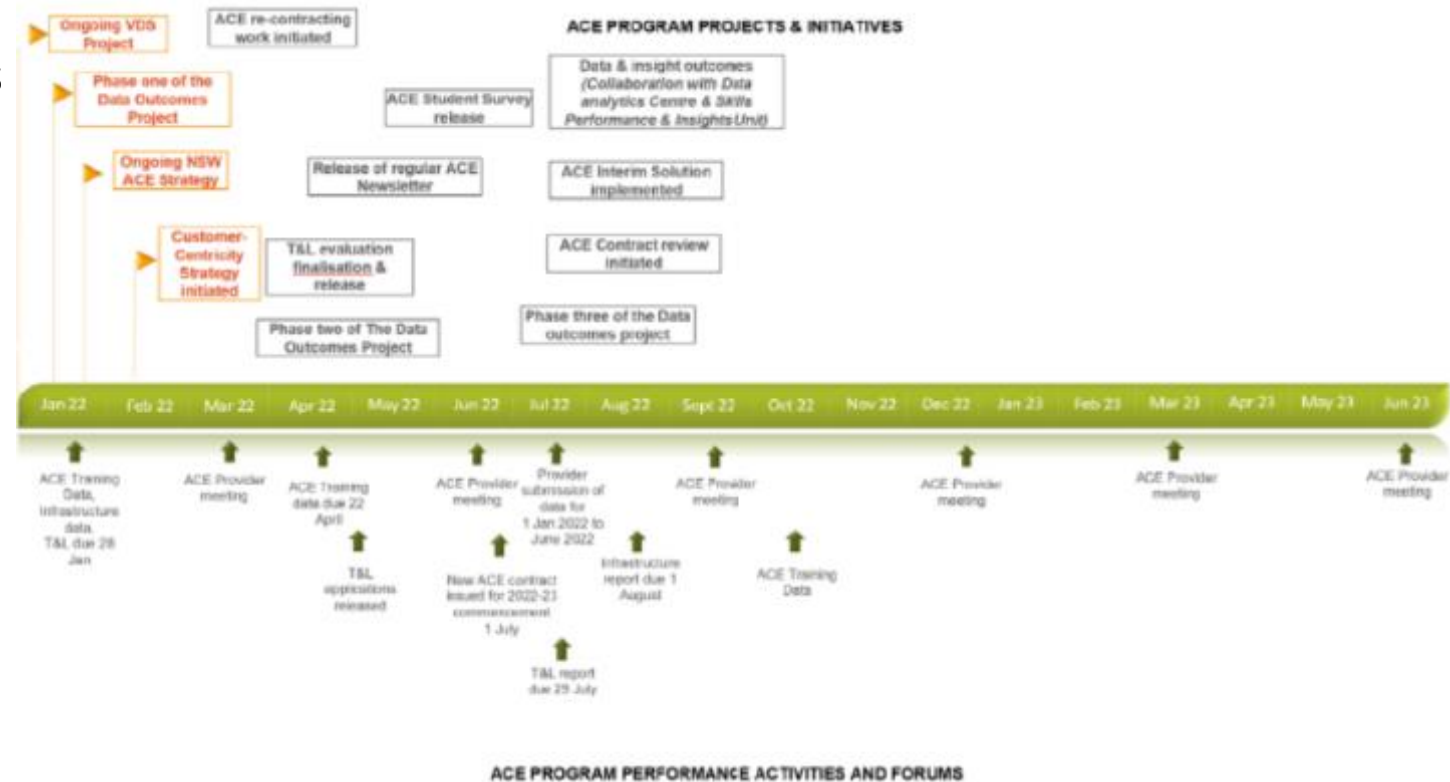 ACE PROGRAM PROJECTS & INITIATIVES
Ongoing VDS
Project
ACE re-contracting
work initiated
Phase one of the
Data Outcomes
Project
ACE Student Survey
release
Data & insight outcomes
(Collaboration with Data
analytics Centre & Skills
Performance & Insights Unit)
Ongoing NSW
ACE Strategy
Release of regular ACE
Newsletter
ACE Interim Solution
implemented
Customer-
Centricity
Strategy
initiated
T&L evaluation
finalisation &
release
ACE Contract review
initiated
Phase two of The Data
Outcomes Project
Phase three of the Data
outcomes project
Jan 22 Feb 22 Mar 22 Apr 22 May 22 Jun 22 Jul 22 Aug 22 Sept 22 Oct 22 Nov 22 Dec 22 Jan 23 Feb 23 Mar 23 Apr 23 May 23 Jun 23
ACE Training
Data,
Infrastructure
data,
T&L due 28
Jan
ACE Provider
meeting
ACE Training
data due 22
April
T&L
applications
released
ACE Provider
meeting
New ACE contract
issued for 2022-23
commencement
1 July
Provider
submission of
data for
1 Jan 2022 to
June 2022
T&L report
due 29 July
Infrastructure
report due 1
August
ACE Provider
meeting
ACE Training
Data
ACE Provider
meeting
ACE Provider
meeting
ACE Provider
meeting
ACE PROGRAM PERFORMANCE ACTIVITIES AND FORUMS